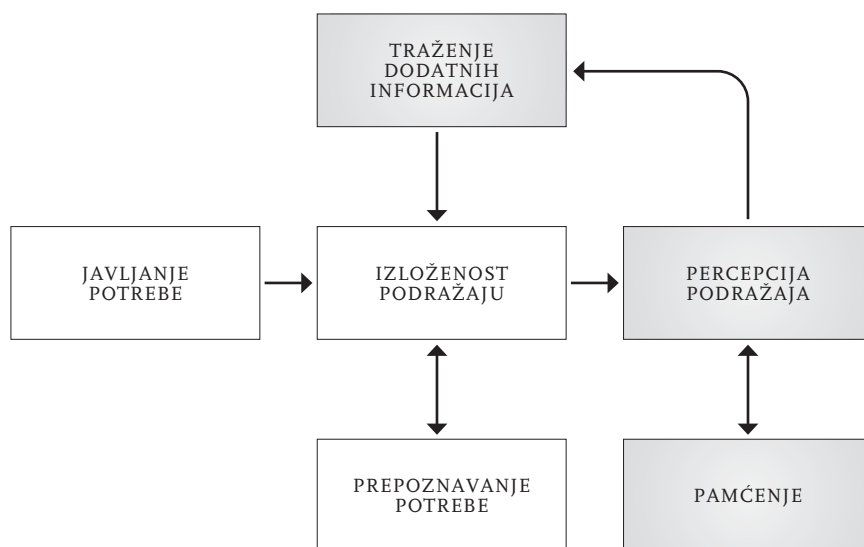 TRAŽENJE
DODATNIH
INFORMACIJA
JAVLJANJE
POTREBE
IZLOŽENOST
PODRAŽAJU
PERCEPCIJA
PODRAŽAJA
PREPOZNAVANJE
POTREBE
PAMĆENJE